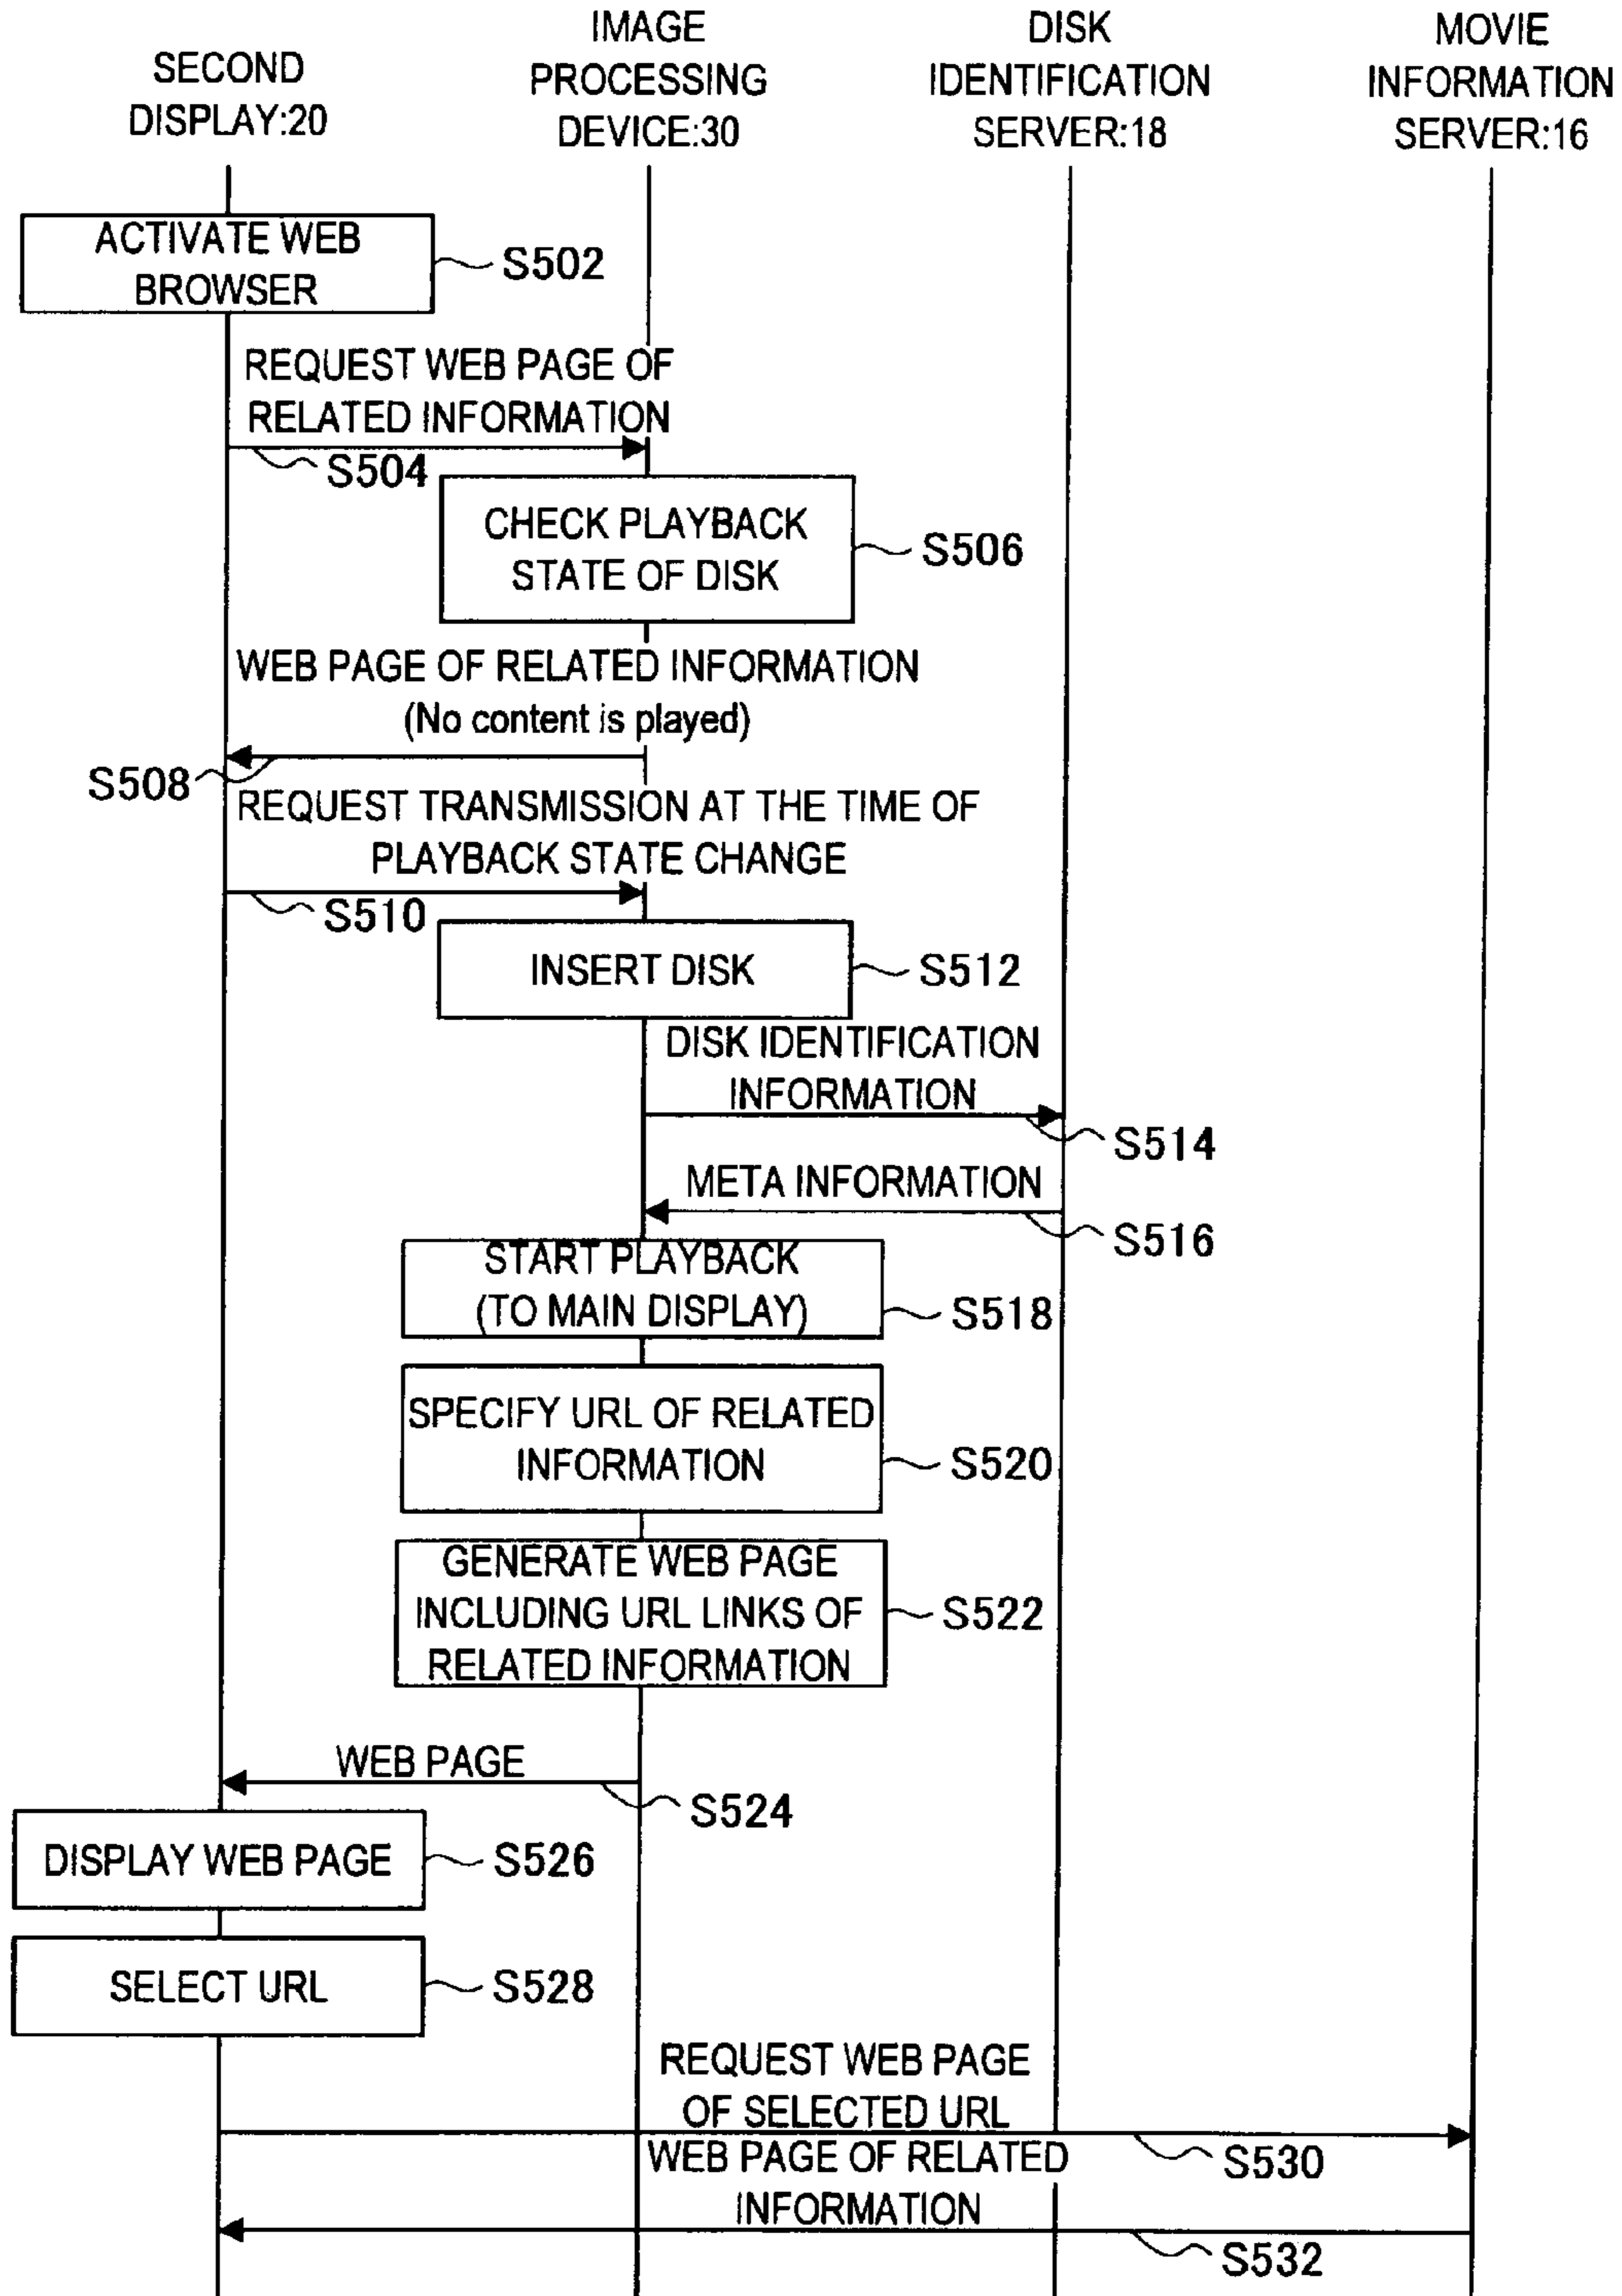 SECOND
DISPLAY:20
IMAGE
PROCESSING
DEVICE:30
DISK
IDENTIFICATION
SERVER:18
MOVIE
INFORMATION
SERVER:16
ACTIVATE WEB
BROWSER
S502
REQUEST WEB PAGE OF
RELATED INFORMATION
S504
CHECK PLAYBACK
STATE OF DISK
S506
WEB PAGE OF RELATED INFORMATION
(No content is played)
S508
REQUEST TRANSMISSION AT THE TIME OF
PLAYBACK STATE CHANGE
S510
INSERT DISK
S512
DISK IDENTIFICATION
INFORMATION
S514
META INFORMATION
S516
START PLAYBACK
(TO MAIN DISPLAY)
S518
SPECIFY URL OF RELATED
INFORMATION
S520
GENERATE WEB PAGE
INCLUDING URL LINKS OF
RELATED INFORMATION
S522
WEB PAGE
S524
DISPLAY WEB PAGE
S526
SELECT URL
S528
REQUEST WEB PAGE
OF SELECTED URL
S530
WEB PAGE OF RELATED
INFORMATION
S532